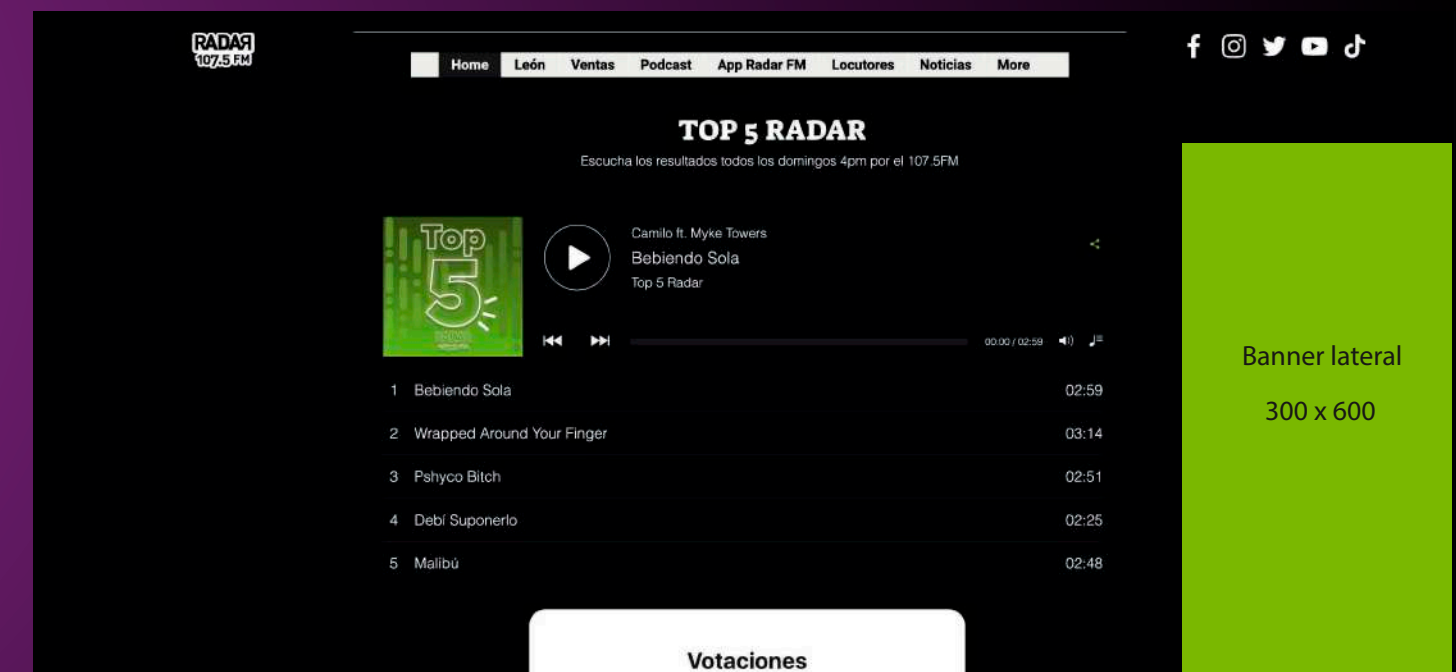 RADAR
107.5 FM
Home León Ventas Podcast App Radar FM Locutores Noticias More
TOP 5 RADAR
Escucha los resultados todos los domingos 4pm por el 107.5FM
Top
5
Camilo ft. Myke Towers
Bebiendo Sola
Top 5 Radar
00:00 / 02:59
1 Bebiendo Sola 02:59
2 Wrapped Around Your Finger 03:14
3 Pshyco Bitch 02:51
4 Debí Suponerlo 02:25
5 Malibú 02:48
Banner lateral
300 x 600
Votaciones